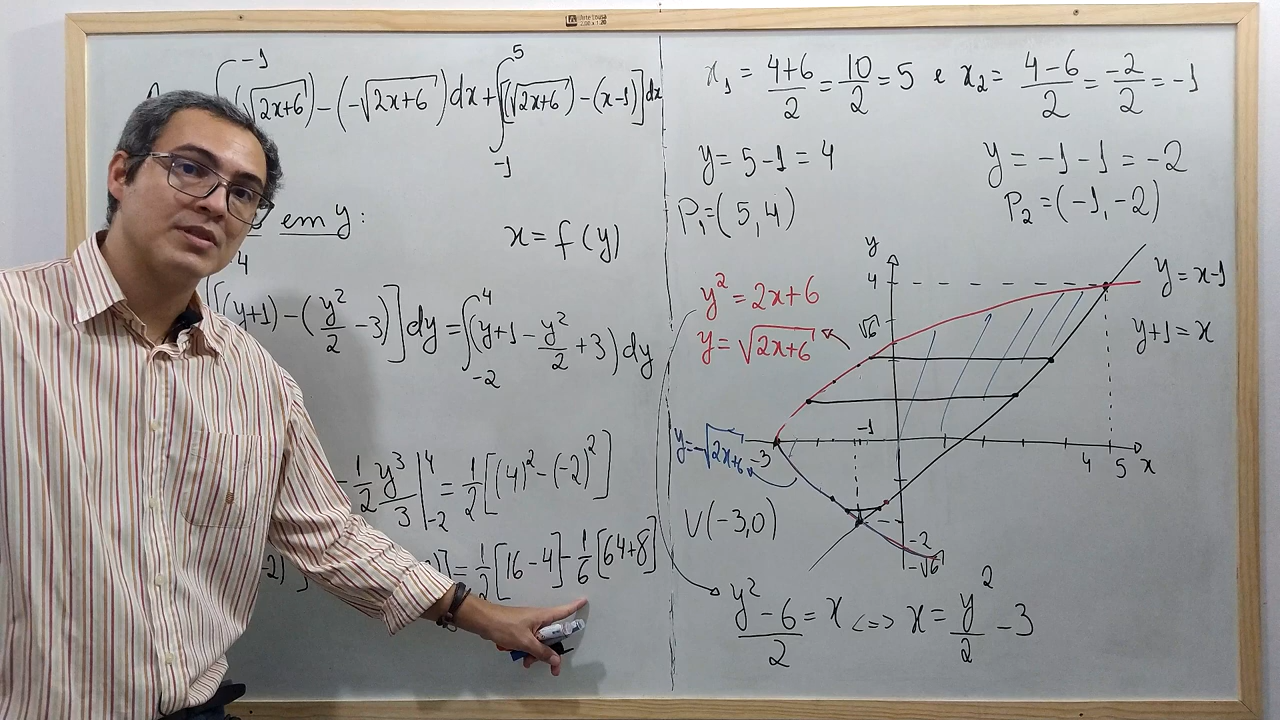 Arte Lousa
-1
5
(√2x+6) - (-√2x+6) dx + ∫[(√2x+6) - (x-1)] dx
-1
em y:
x = f(y)
4
[(y+1) - (y²/2 - 3)] dy = ∫(y+1 - y²/2 + 3) dy
4
-2
- 1/2 y³/3 |⁴₋₂ = 1/2 [(4)² - (-2)²]
-2)
] = 1/2 [16 - 4] - 1/6 [64+8]
x₁ = 4+6/2 = 10/2 = 5 e x₂ = 4-6/2 = -2/2 = -1
y = 5 - 1 = 4
y = -1 - 1 = -2
P₁ = (5, 4)
P₂ = (-1, -2)
y² = 2x+6
y = √2x+6
y
4
√6
y = x-1
y+1 = x
y = -√2x+6
-3
-1
4
5
x
V(-3,0)
-2
-√6
y² - 6/2 = x <=> x = y²/2 - 3